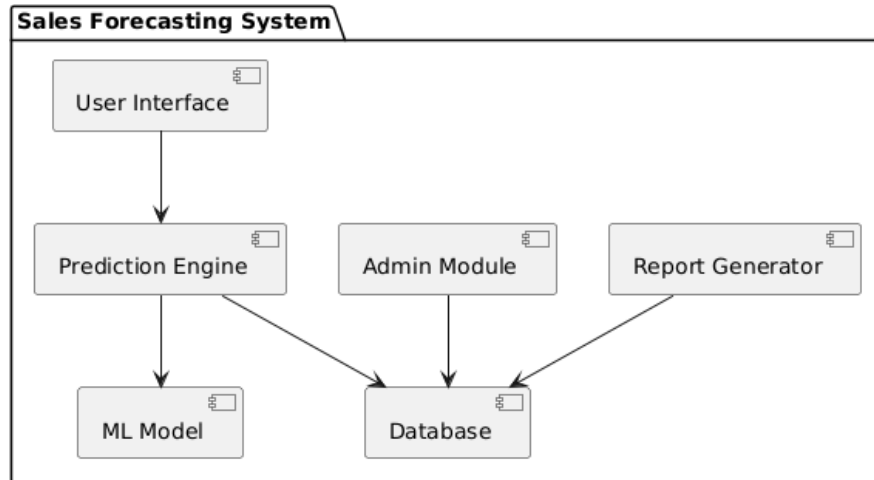 Sales Forecasting System
User Interface
Prediction Engine
Admin Module
Report Generator
ML Model
Database